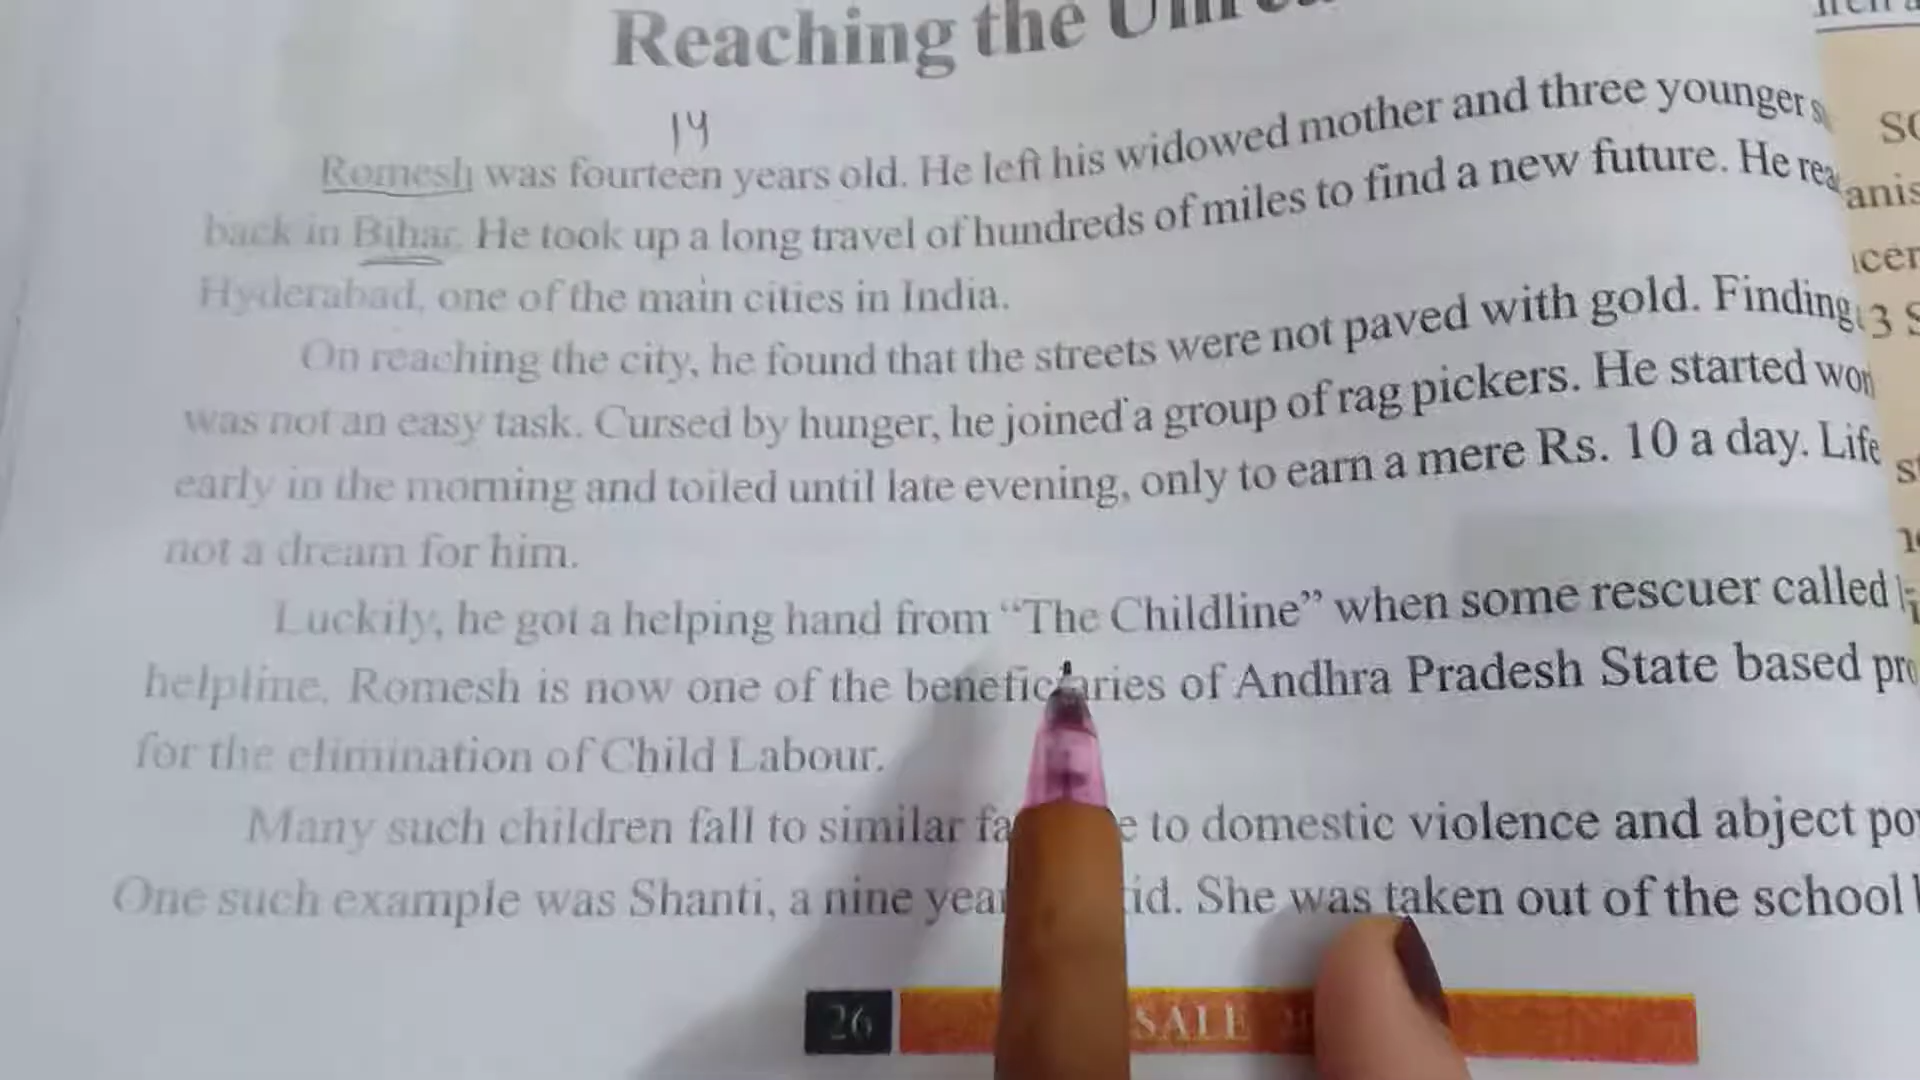 Reaching the
14
Romesh was fourteen years old. He left his widowed mother and three younger
back in Bihar. He took up a long travel of hundreds of miles to find a new future. He rea
Hyderabad, one of the main cities in India.
On reaching the city, he found that the streets were not paved with gold. Finding
was not an easy task. Cursed by hunger, he joined a group of rag pickers. He started wor
early in the morning and toiled until late evening, only to earn a mere Rs. 10 a day. Life
not a dream for him.
Luckily, he got a helping hand from "The Childline" when some rescuer called
helpline. Romesh is now one of the beneficiaries of Andhra Pradesh State based pro
for the elimination of Child Labour.
Many such children fall to similar fa e to domestic violence and abject po
One such example was Shanti, a nine year id. She was taken out of the school
26
SALE